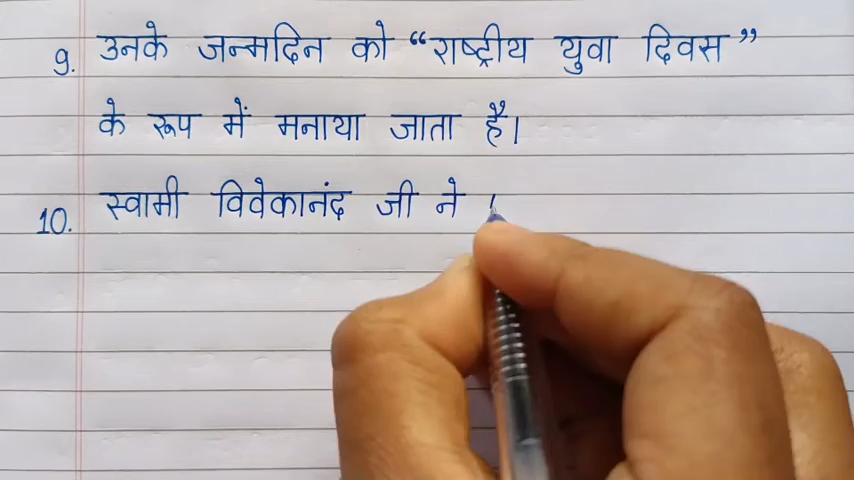 9. उनके जन्मदिन को “राष्ट्रीय युवा दिवस”
के रूप में मनाया जाता है।
10. स्वामी विवेकानंद जी ने